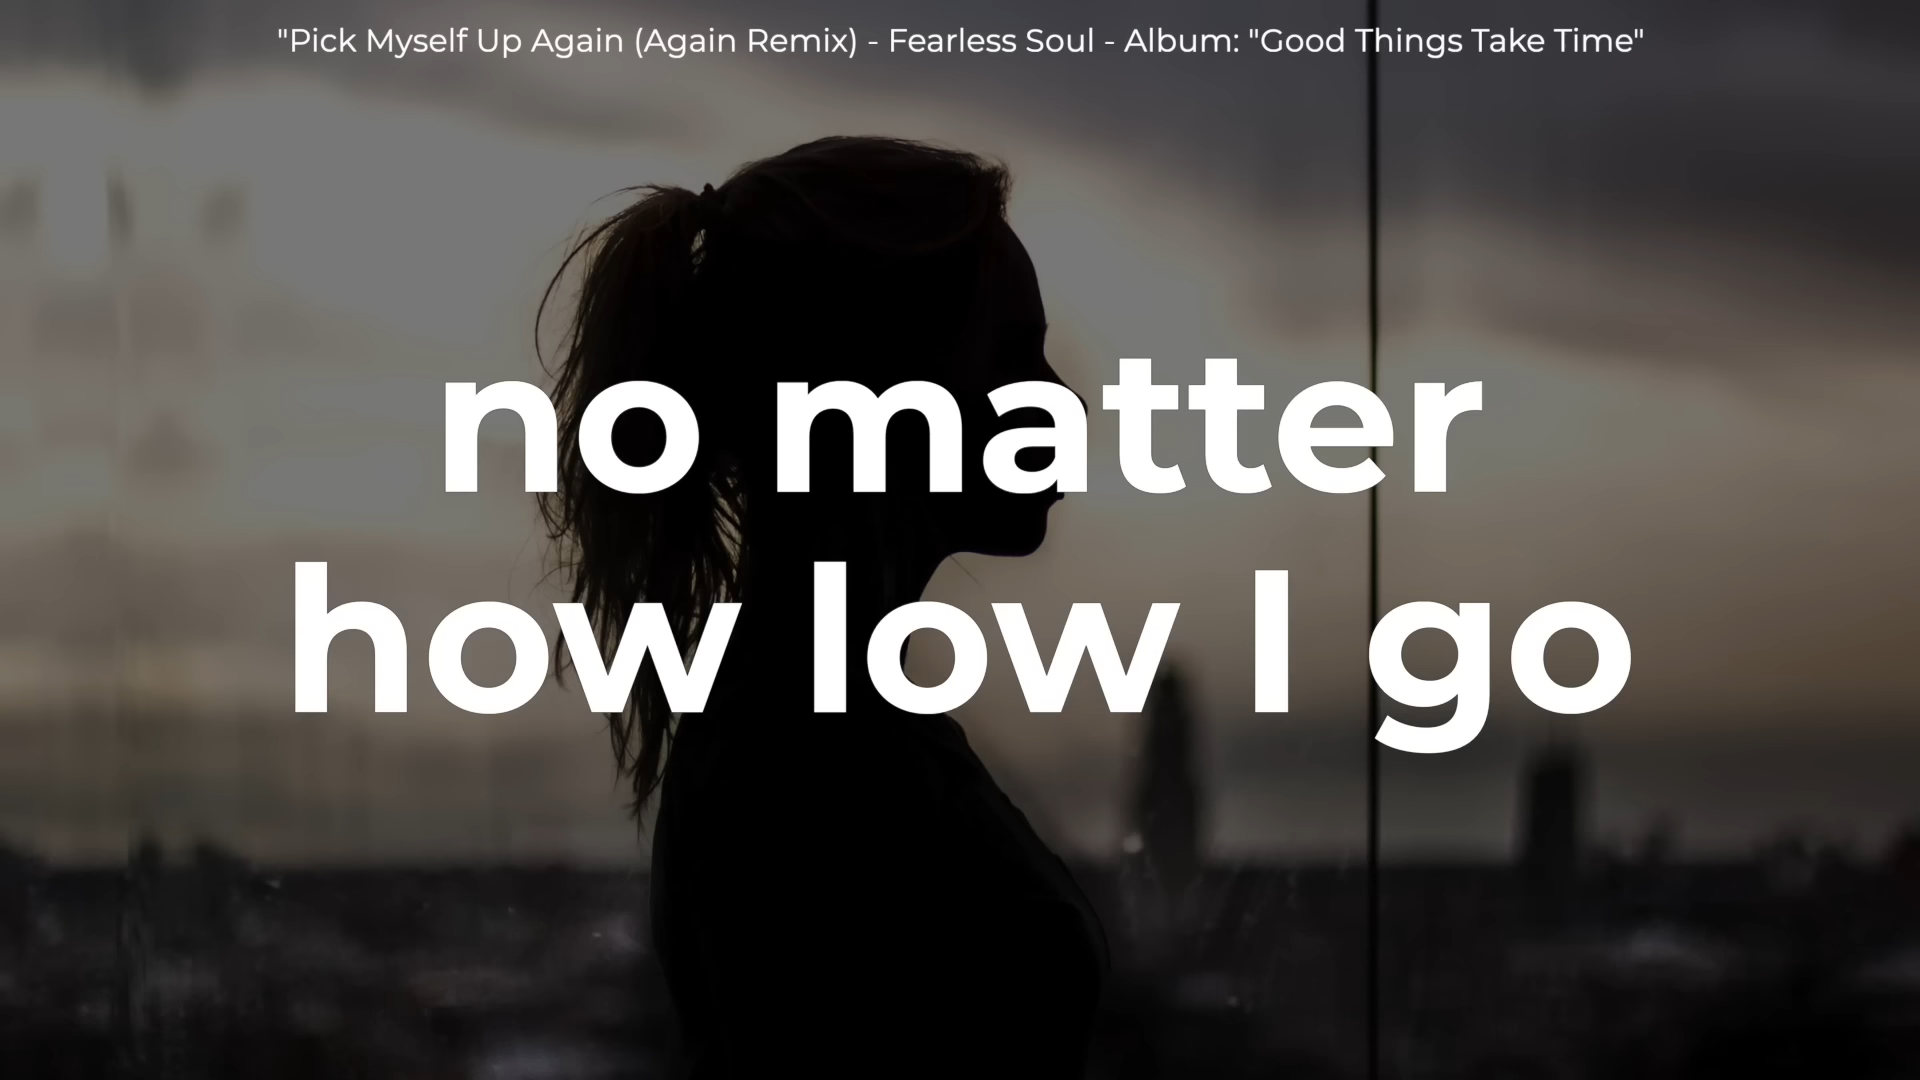 "Pick Myself Up Again (Again Remix) - Fearless Soul - Album: "Good Things Take Time"
no matter
how low I go